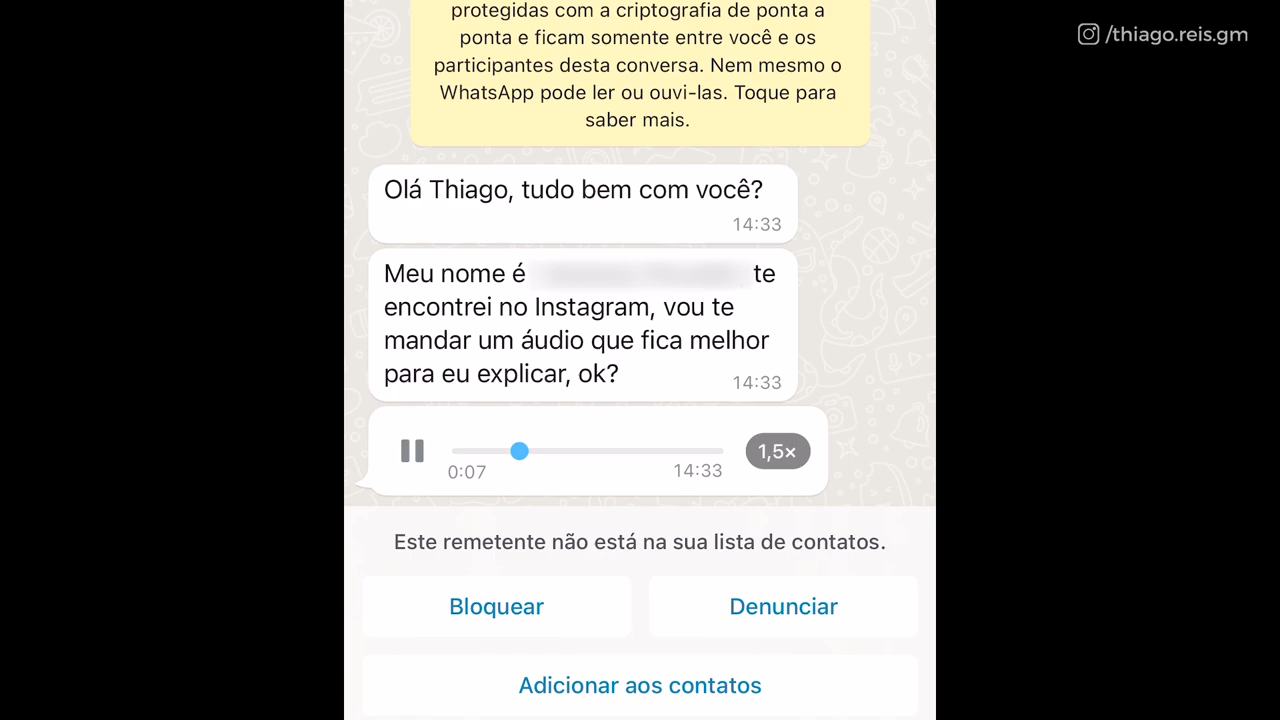 protegidas com a criptografia de ponta a
ponta e ficam somente entre você e os
participantes desta conversa. Nem mesmo o
WhatsApp pode ler ou ouvi-las. Toque para
saber mais.
/thiago.reis.gm
Olá Thiago, tudo bem com você?
14:33
Meu nome é te
encontrei no Instagram, vou te
mandar um áudio que fica melhor
para eu explicar, ok?
14:33
1,5×
0:07 14:33
Este remetente não está na sua lista de contatos.
Bloquear Denunciar
Adicionar aos contatos